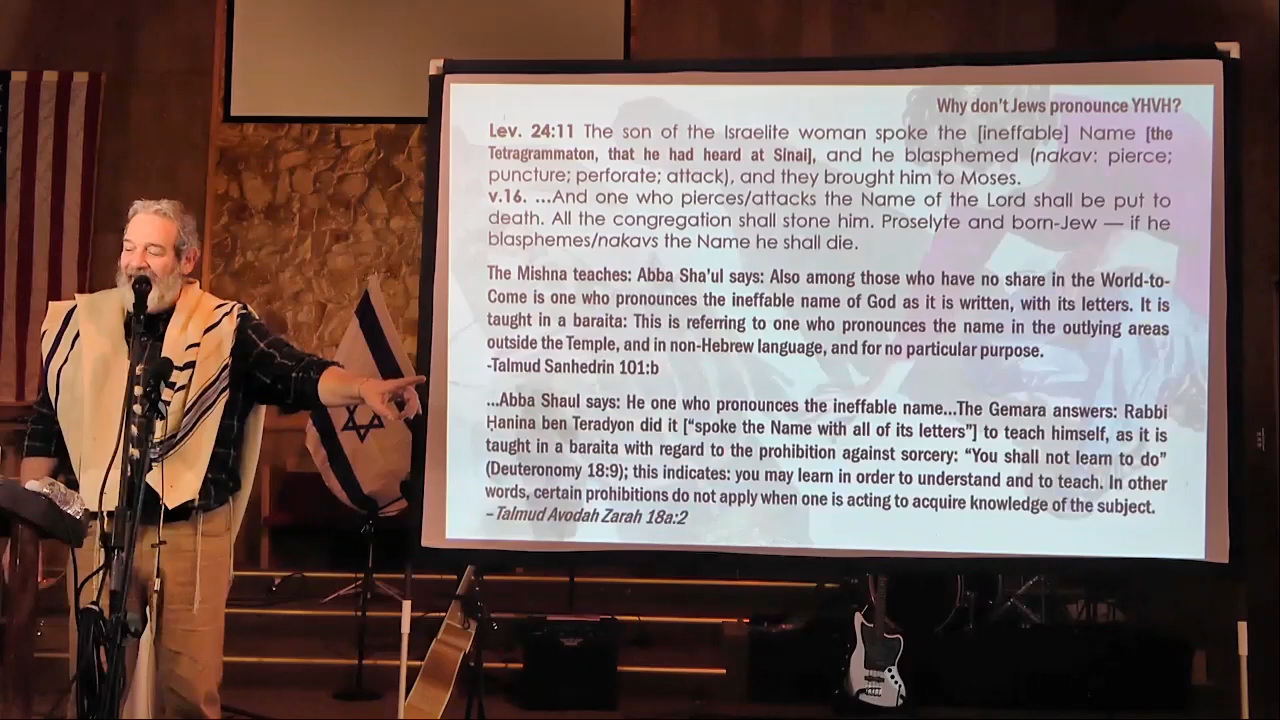 Why don't Jews pronounce YHVH?
Lev. 24:11 The son of the Israelite woman spoke the [ineffable] Name [the
Tetragrammaton, that he had heard at Sinai], and he blasphemed (nakav: pierce;
puncture; perforate; attack), and they brought him to Moses.
v.16. ...And one who pierces/attacks the Name of the Lord shall be put to
death. All the congregation shall stone him. Proselyte and born-Jew — if he
blasphemes/nakavs the Name he shall die.
The Mishna teaches: Abba Sha'ul says: Also among those who have no share in the World-to-
Come is one who pronounces the ineffable name of God as it is written, with its letters. It is
taught in a baraita: This is referring to one who pronounces the name in the outlying areas
outside the Temple, and in non-Hebrew language, and for no particular purpose.
-Talmud Sanhedrin 101:b
...Abba Shaul says: He one who pronounces the ineffable name...The Gemara answers: Rabbi
Ḥanina ben Teradyon did it ["spoke the Name with all of its letters"] to teach himself, as it is
taught in a baraita with regard to the prohibition against sorcery: "You shall not learn to do"
(Deuteronomy 18:9); this indicates: you may learn in order to understand and to teach. In other
words, certain prohibitions do not apply when one is acting to acquire knowledge of the subject.
– Talmud Avodah Zarah 18a:2